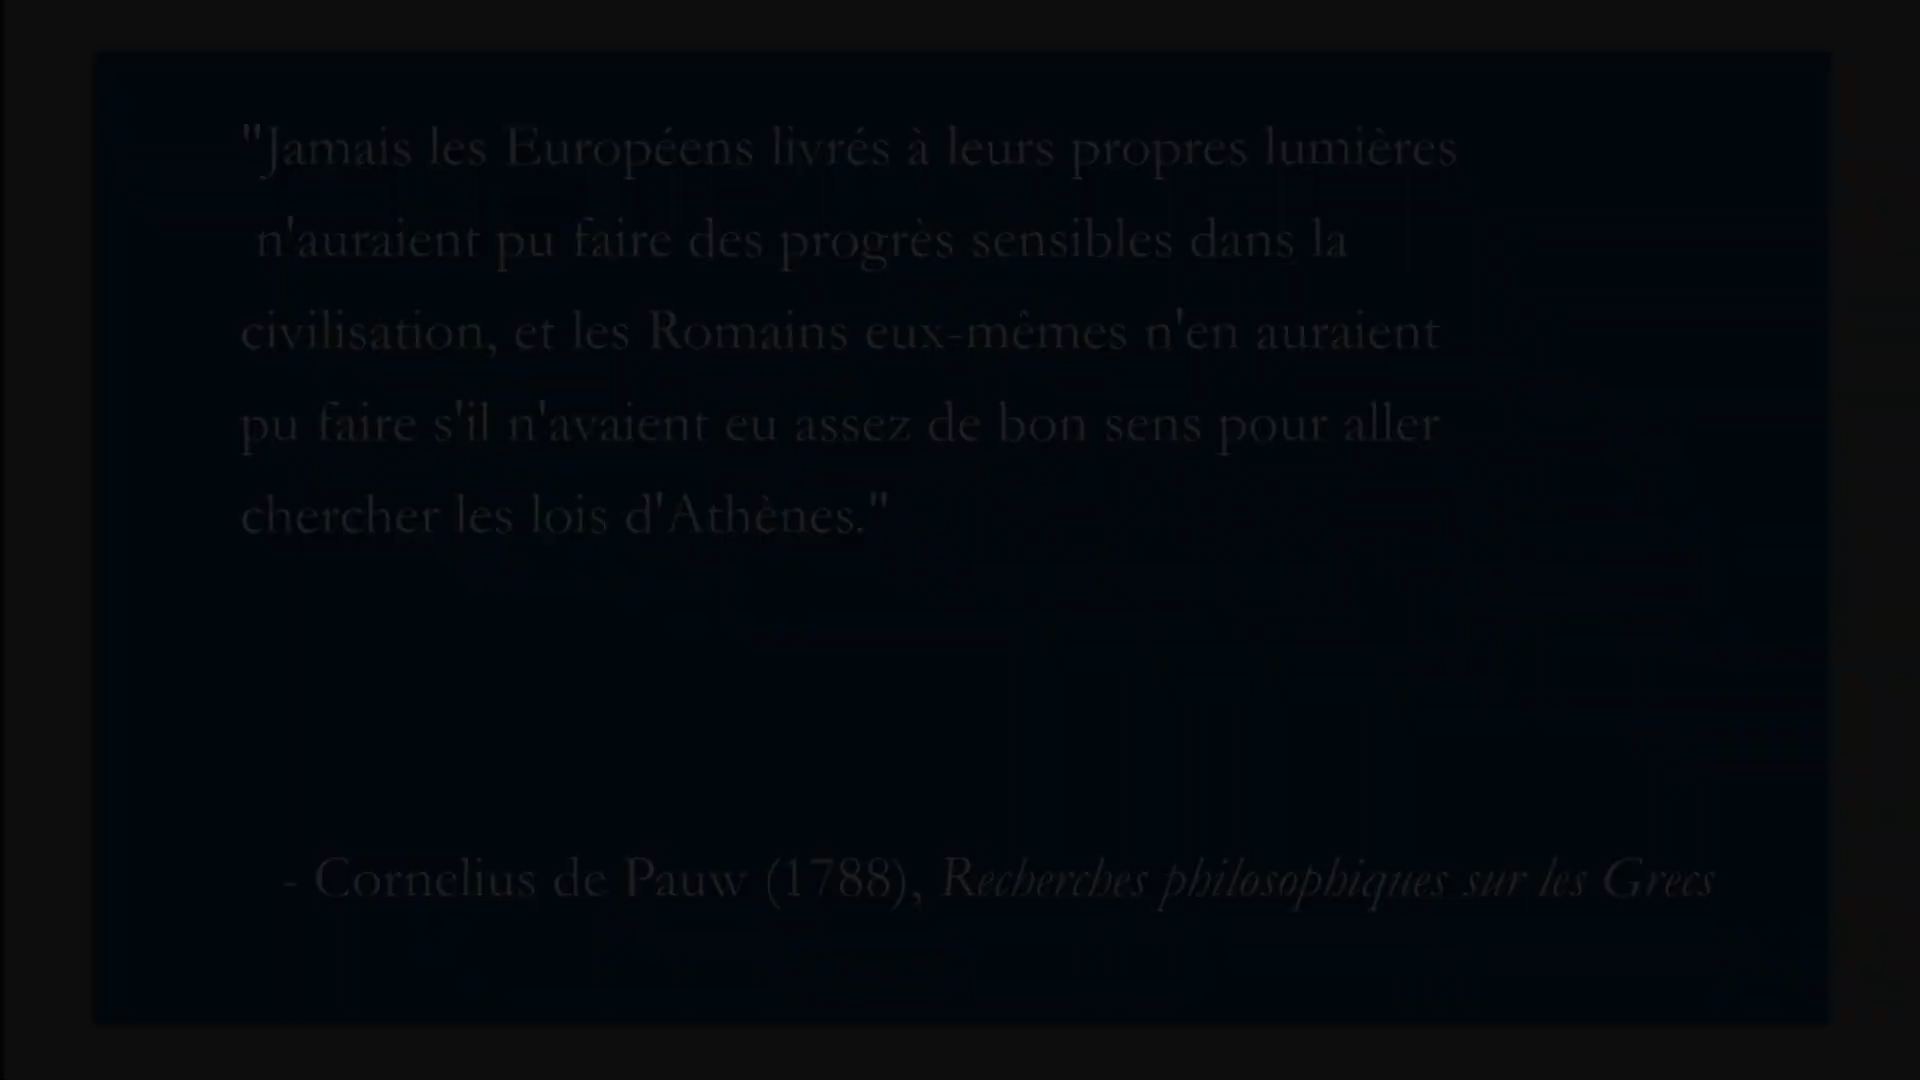 "Jamais les Européens livrés à leurs propres lumières
n'auraient pu faire des progrès sensibles dans la
civilisation, et les Romains eux-mêmes n'en auraient
pu faire s'il n'avaient eu assez de bon sens pour aller
chercher les lois d'Athènes."
- Cornelius de Pauw (1788), Recherches philosophiques sur les Grecs